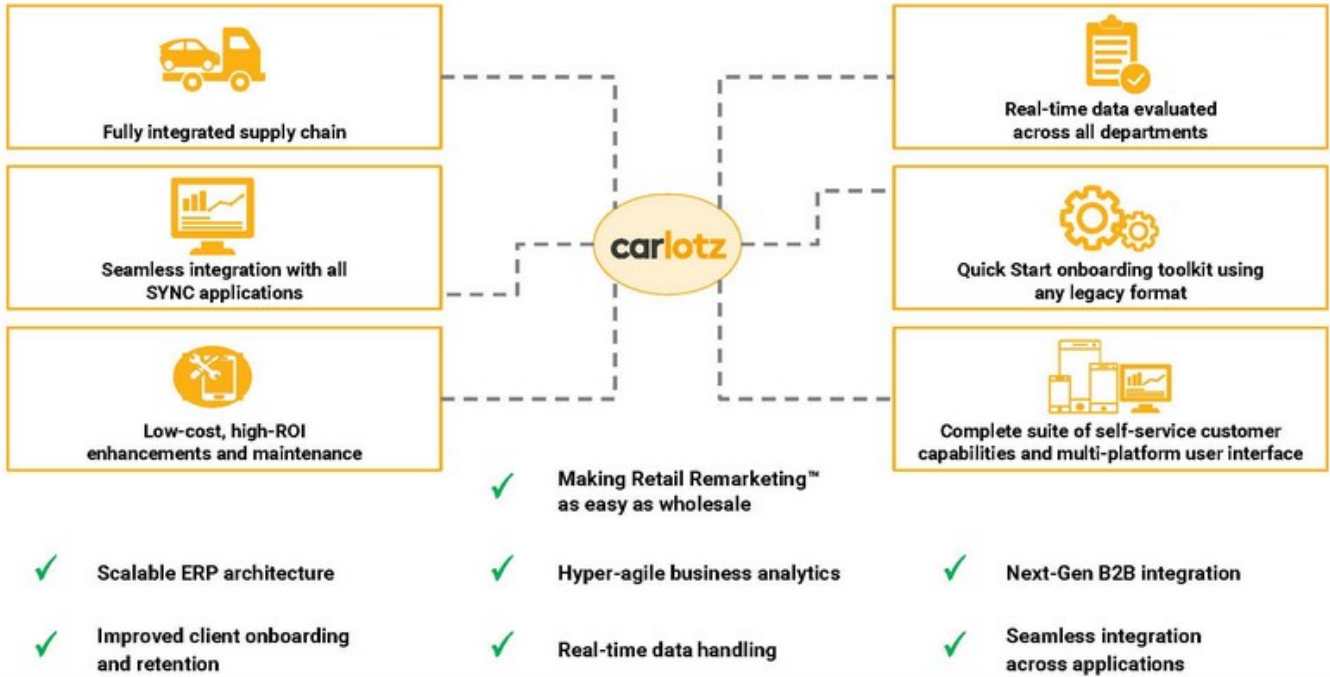 Fully integrated supply chain
Real-time data evaluated
across all departments
Seamless integration with all
SYNC applications
carlotz
Quick Start onboarding toolkit using
any legacy format
Low-cost, high-ROI
enhancements and maintenance
Complete suite of self-service customer
capabilities and multi-platform user interface
Making Retail Remarketing™
as easy as wholesale
Scalable ERP architecture
Hyper-agile business analytics
Next-Gen B2B integration
Improved client onboarding
and retention
Real-time data handling
Seamless integration
across applications